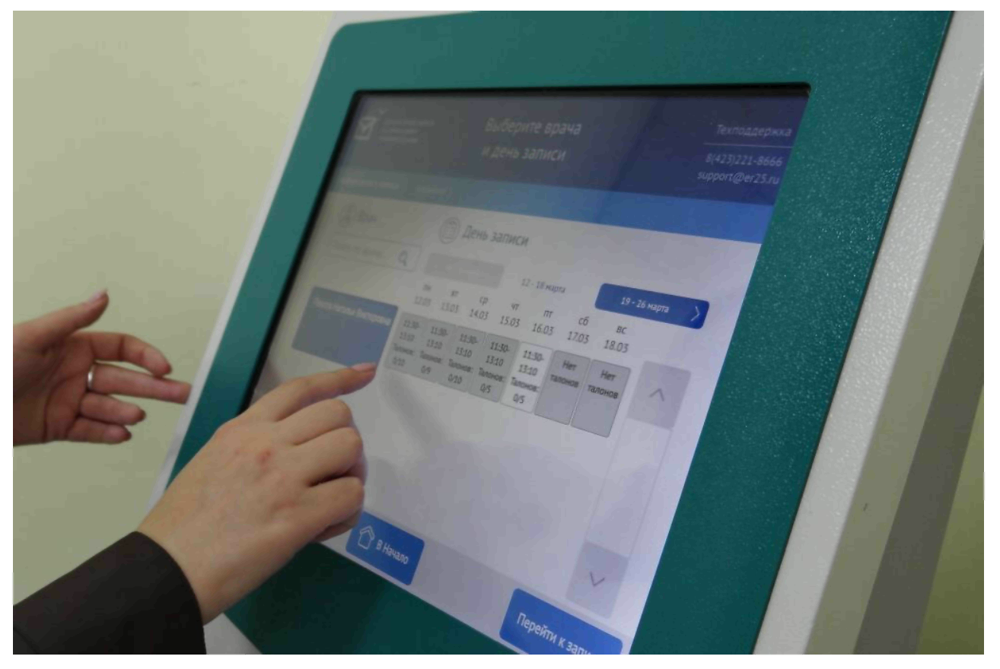 Выберите врача
и день записи
Техподдержка
8(423)221-8666
support@er25.ru
Врач
День записи
12 - 18 марта
19 - 26 марта
пн вт ср чт пт сб вс
12.03 13.03 14.03 15.03 16.03 17.03 18.03
11:30- 11:30- 11:30- 11:30- 11:30- Нет Нет
13:10 13:10 13:10 13:10 13:10 талонов талонов
Талонов: Талонов: Талонов: Талонов: Талонов:
0/10 0/9 0/10 0/5 0/5
Наталья Викторовна
В Начало
Перейти к запи